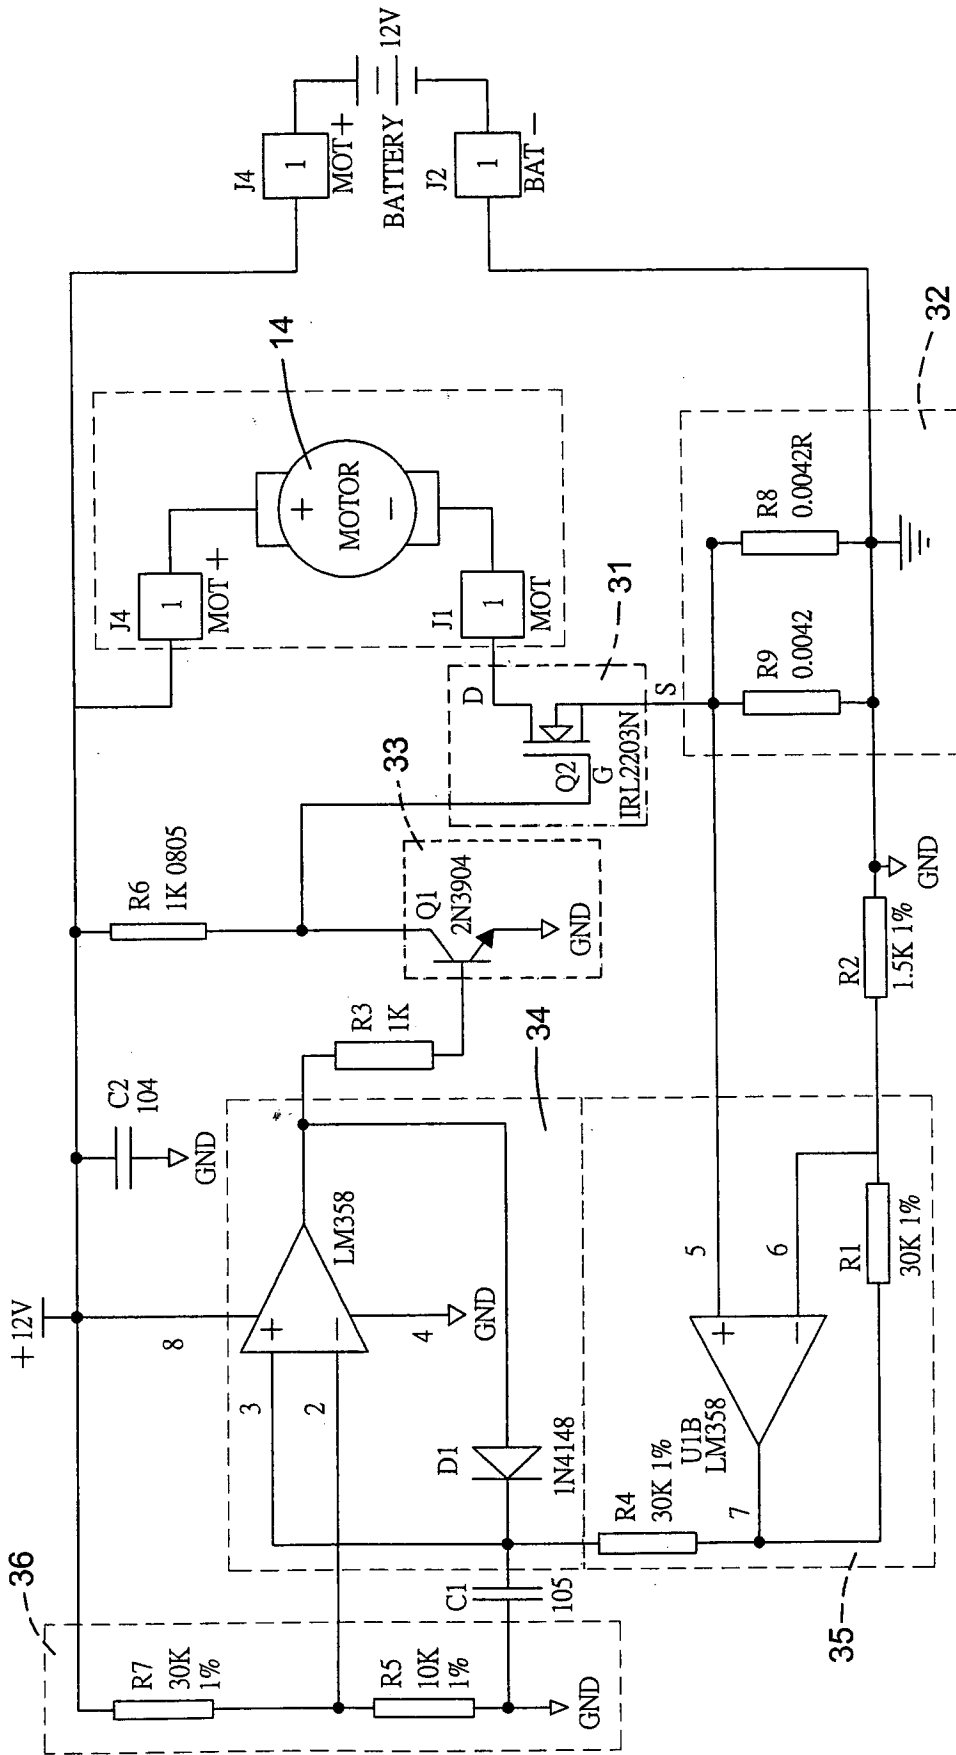 36
+12V
R7
30K
1%
R5
10K
1%
GND
C1
105
8
3
2
4
GND
LM358
D1
1N4148
34
C2
104
GND
R6
1K 0805
R3
1K
33
Q1
2N3904
GND
J4
1
MOT+
MOTOR
+
−
14
J1
1
MOT
D
Q2
G
IRL2203N
S
31
J4
1
MOT+
BATTERY
12V
J2
1
BAT−
R4
30K 1%
U1B
LM358
7
5
6
+
−
R1
30K 1%
35
R2
1.5K 1%
GND
R9
0.0042
R8
0.0042R
32
+
−